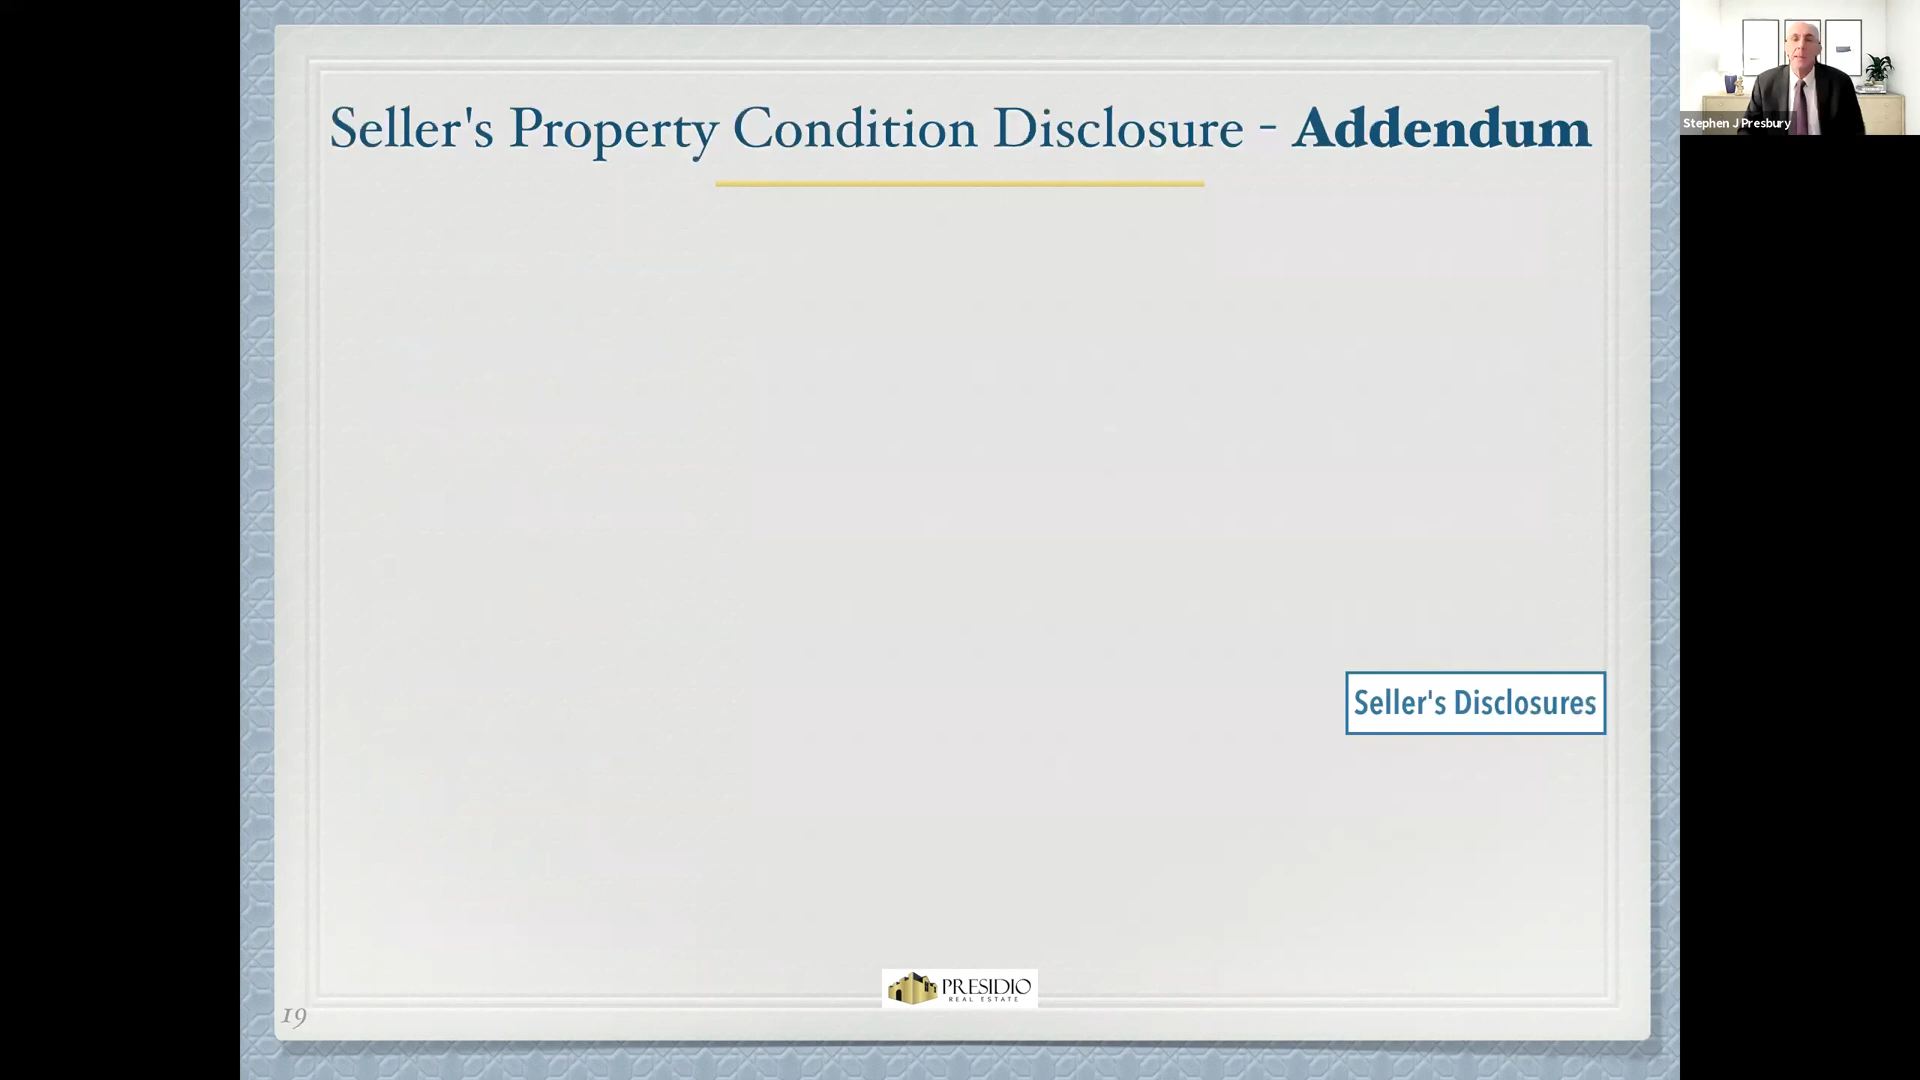 Seller's Property Condition Disclosure - Addendum
Stephen J Presbury
Seller's Disclosures
PRESIDIO
REAL ESTATE
19